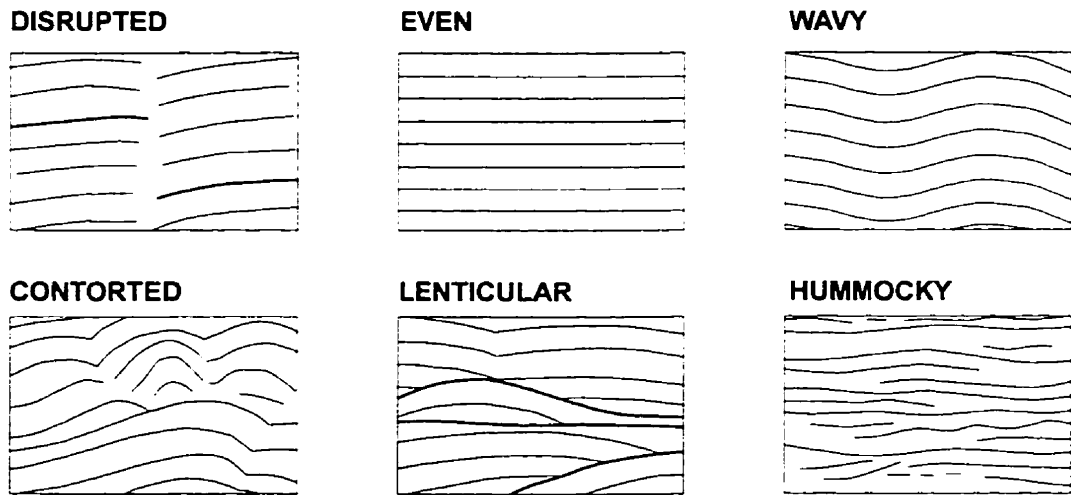 DISRUPTED
EVEN
WAVY
CONTORTED
LENTICULAR
HUMMOCKY